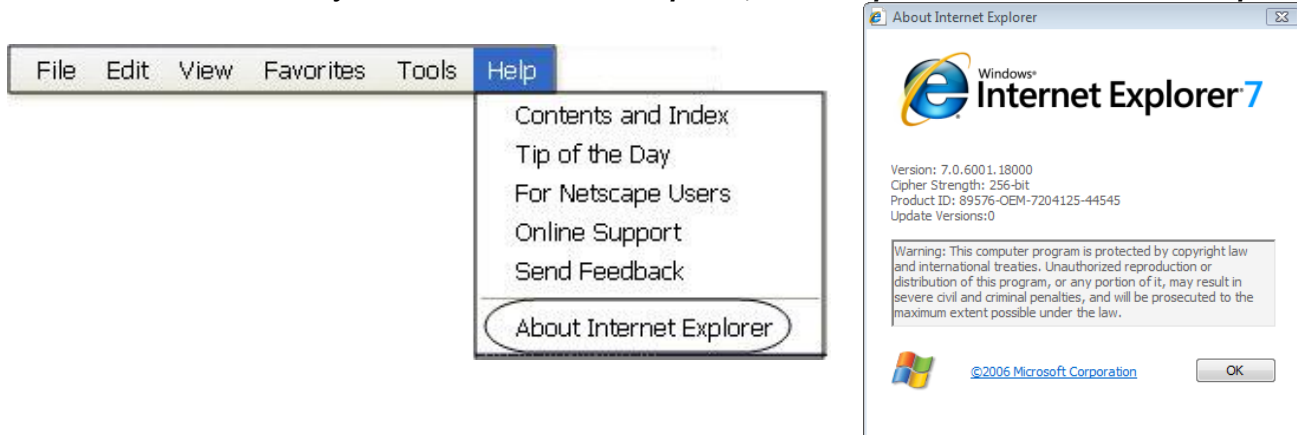 File Edit View Favorites Tools Help
Contents and Index
Tip of the Day
For Netscape Users
Online Support
Send Feedback
About Internet Explorer
About Internet Explorer
Windows®
Internet Explorer 7
Version: 7.0.6001.18000
Cipher Strength: 256-bit
Product ID: 89576-OEM-7204125-44545
Update Versions:0
Warning: This computer program is protected by copyright law
and international treaties. Unauthorized reproduction or
distribution of this program, or any portion of it, may result in
severe civil and criminal penalties, and will be prosecuted to the
maximum extent possible under the law.
©2006 Microsoft Corporation
OK